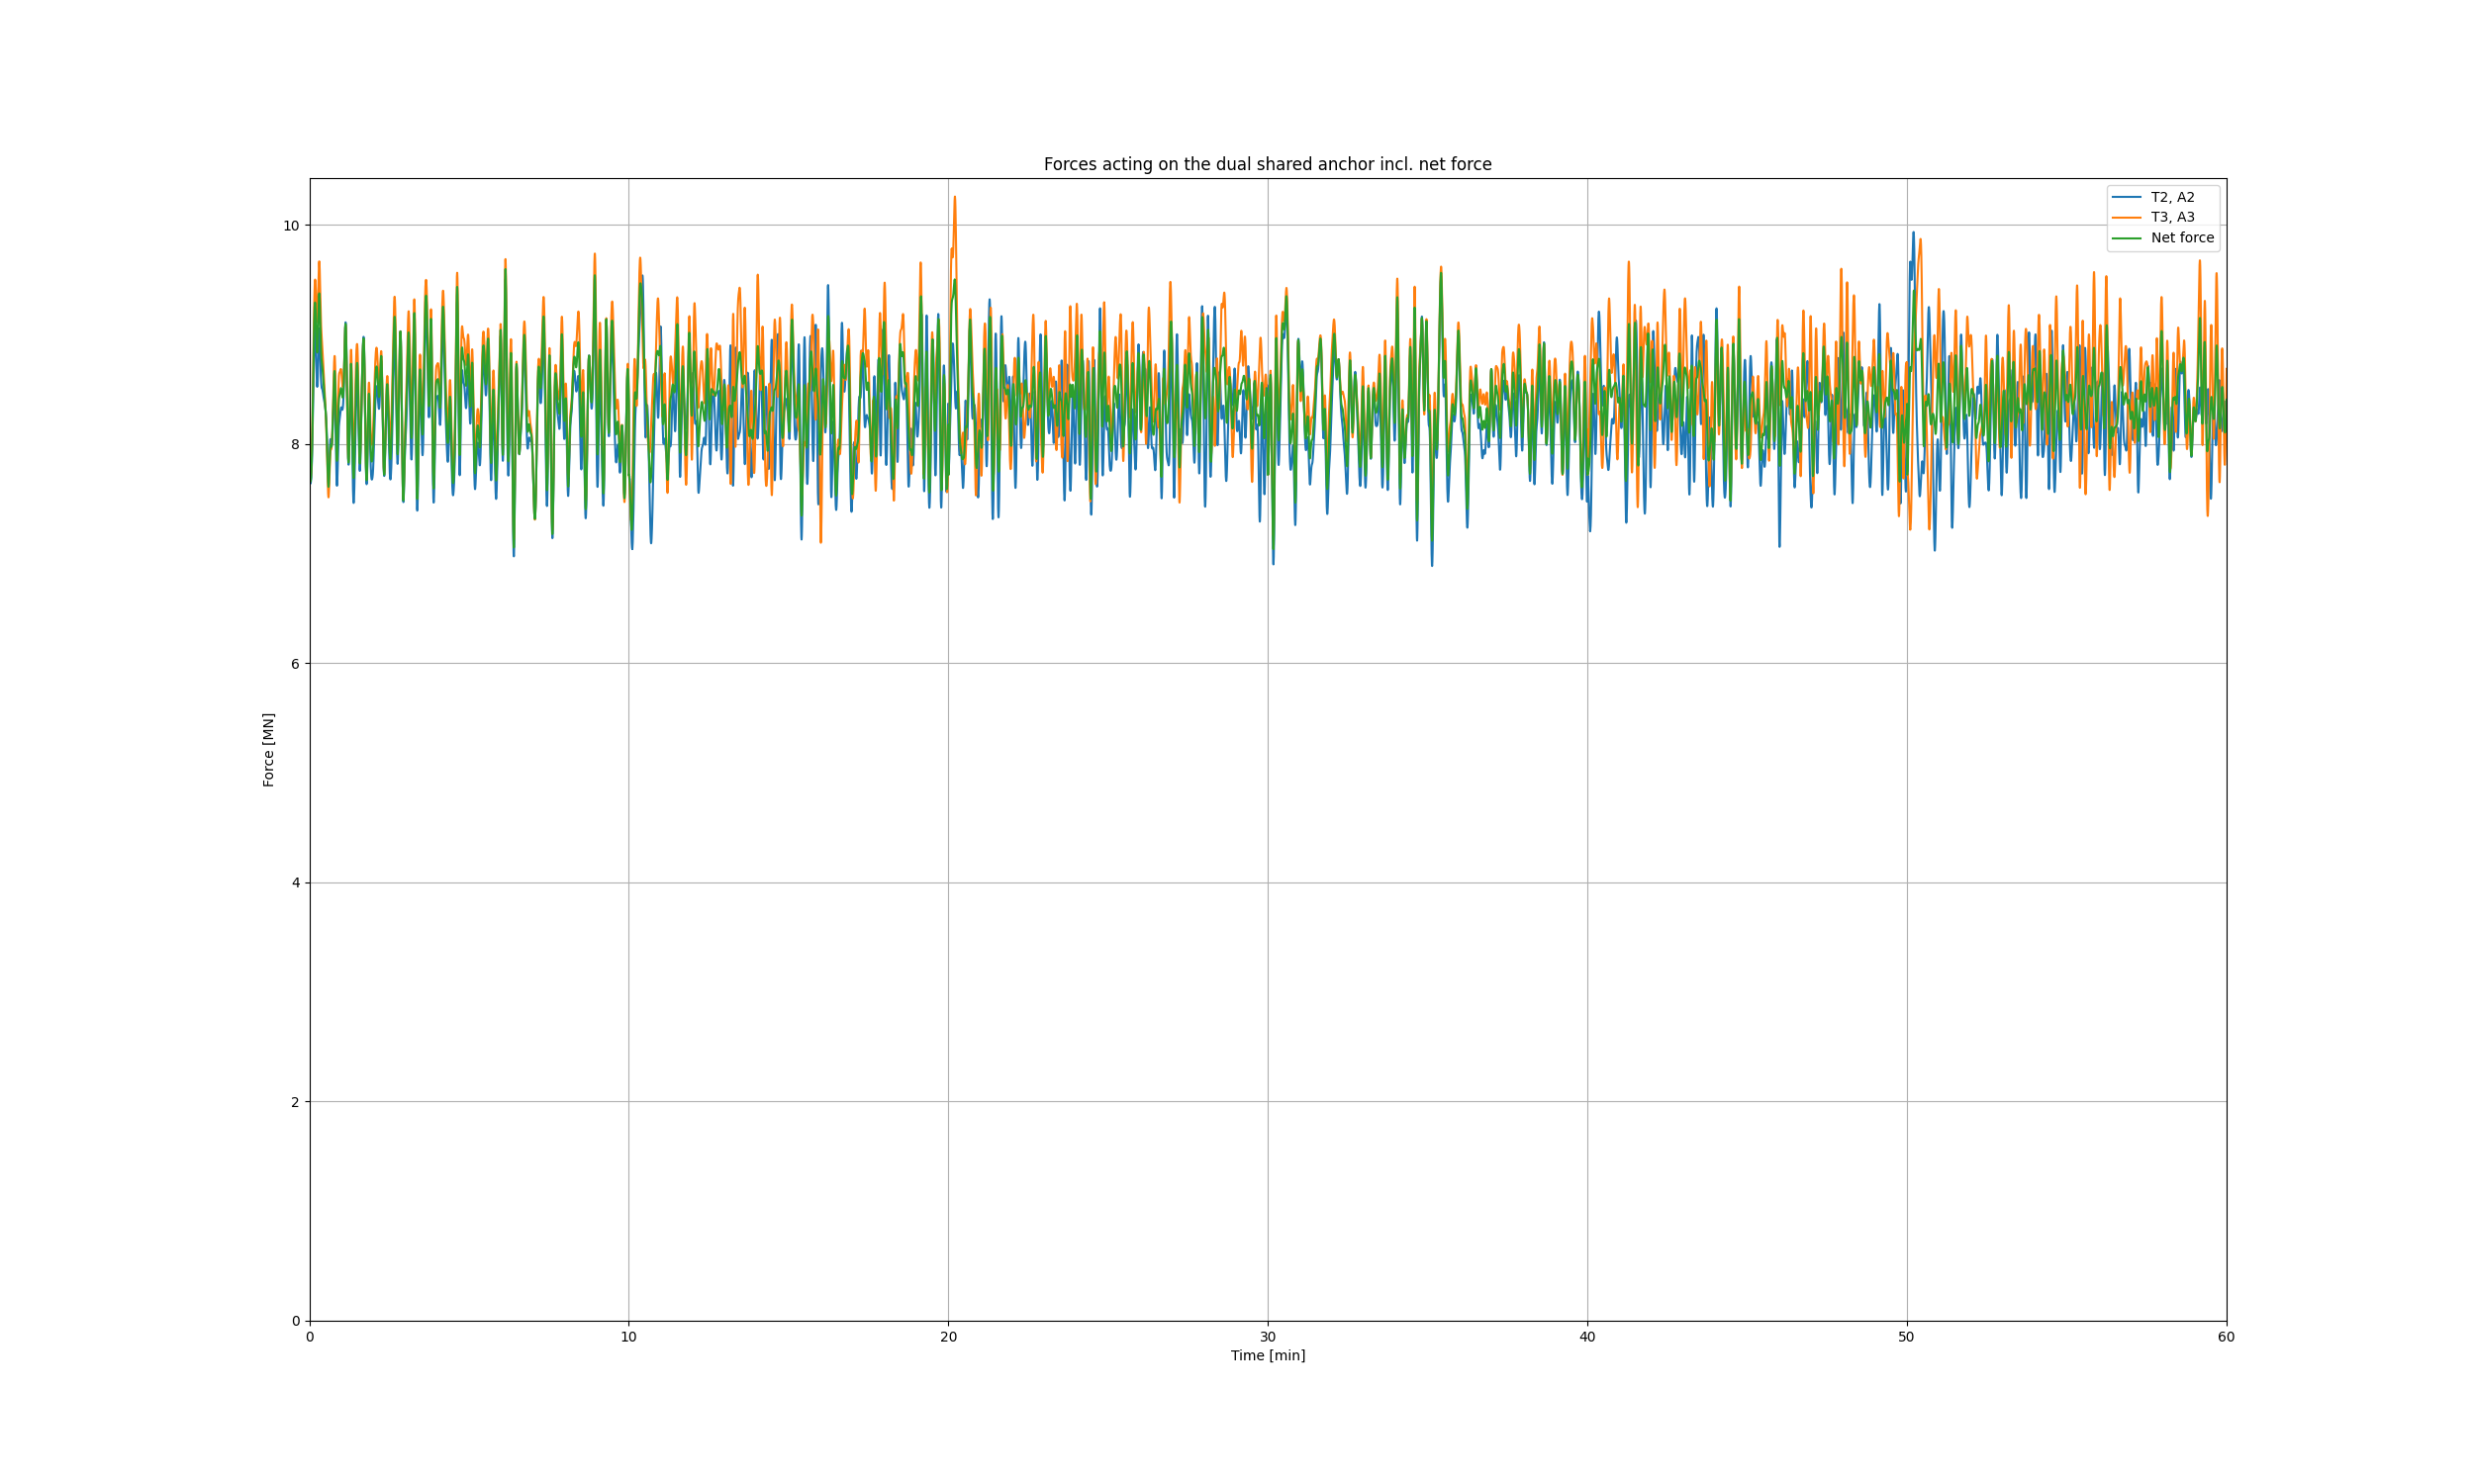 Forces acting on the dual shared anchor incl. net force
T2, A2
T3, A3
Net force
10
8
6
4
2
0
Force [MN]
0 10 20 30 40 50 60
Time [min]